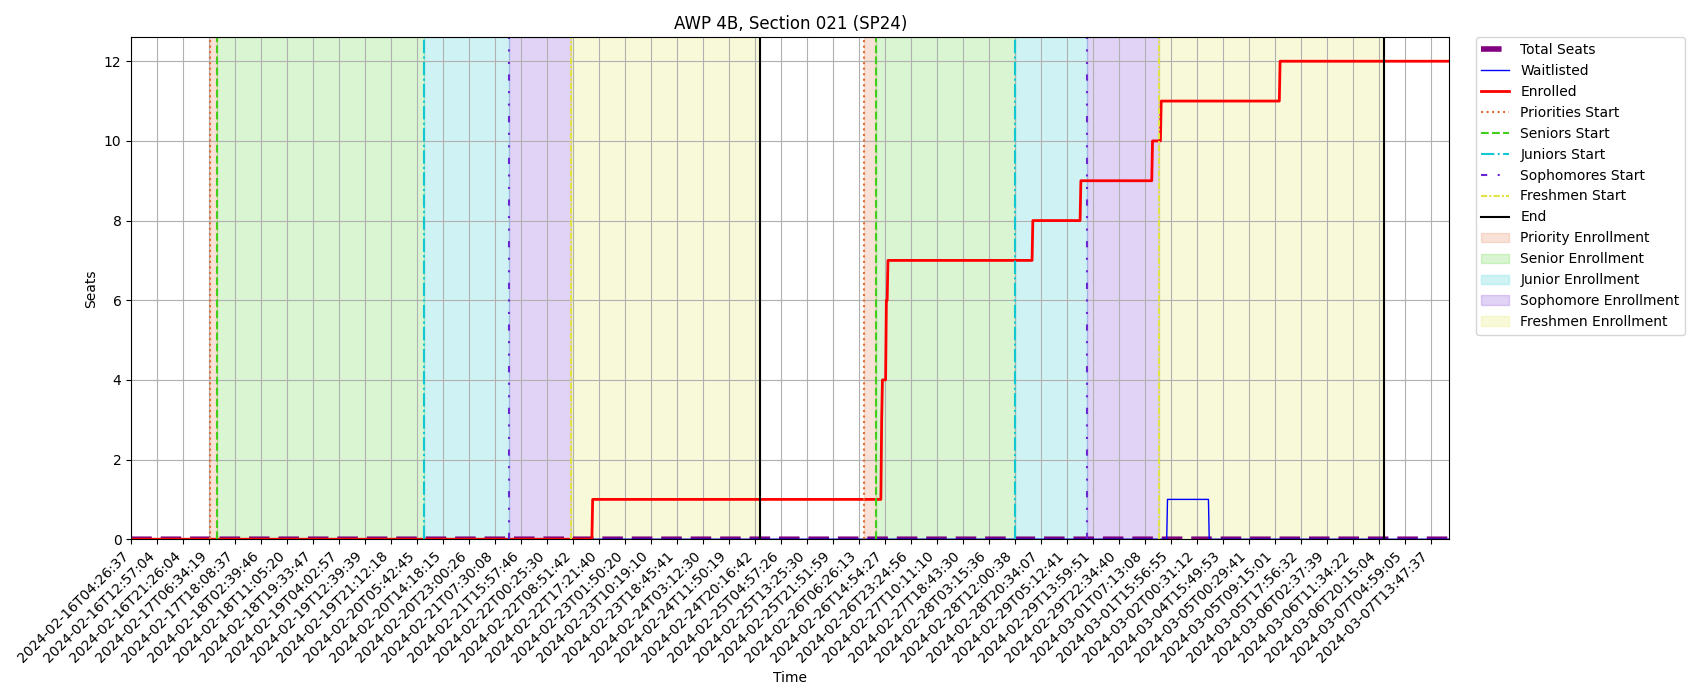 AWP 4B, Section 021 (SP24)
Total Seats
Waitlisted
Enrolled
Priorities Start
Seniors Start
Juniors Start
Sophomores Start
Freshmen Start
End
Priority Enrollment
Senior Enrollment
Junior Enrollment
Sophomore Enrollment
Freshmen Enrollment
Seats
12
10
8
6
4
2
0
2024-02-16T04:26:37
2024-02-16T12:57:04
2024-02-16T21:26:04
2024-02-17T06:34:19
2024-02-17T18:08:37
2024-02-18T02:39:46
2024-02-18T11:05:20
2024-02-18T19:33:47
2024-02-19T04:02:57
2024-02-19T12:39:39
2024-02-19T21:12:18
2024-02-20T05:42:45
2024-02-20T14:18:15
2024-02-20T23:00:26
2024-02-21T07:30:08
2024-02-21T15:57:46
2024-02-22T00:25:30
2024-02-22T08:51:42
2024-02-22T17:21:40
2024-02-23T01:50:20
2024-02-23T10:19:10
2024-02-23T18:45:41
2024-02-24T03:12:30
2024-02-24T11:50:19
2024-02-24T20:16:42
2024-02-25T04:57:26
2024-02-25T13:25:30
2024-02-25T21:51:59
2024-02-26T06:26:13
2024-02-26T14:54:27
2024-02-26T23:24:56
2024-02-27T10:11:10
2024-02-27T18:43:30
2024-02-28T03:15:36
2024-02-28T12:00:38
2024-02-28T20:34:07
2024-02-29T05:12:41
2024-02-29T13:59:51
2024-02-29T22:34:40
2024-03-01T07:13:08
2024-03-01T15:56:55
2024-03-02T00:31:12
2024-03-04T15:49:53
2024-03-05T00:29:41
2024-03-05T09:15:01
2024-03-05T17:56:32
2024-03-06T02:37:39
2024-03-06T11:34:22
2024-03-06T20:15:04
2024-03-07T04:59:05
2024-03-07T13:47:37
Time